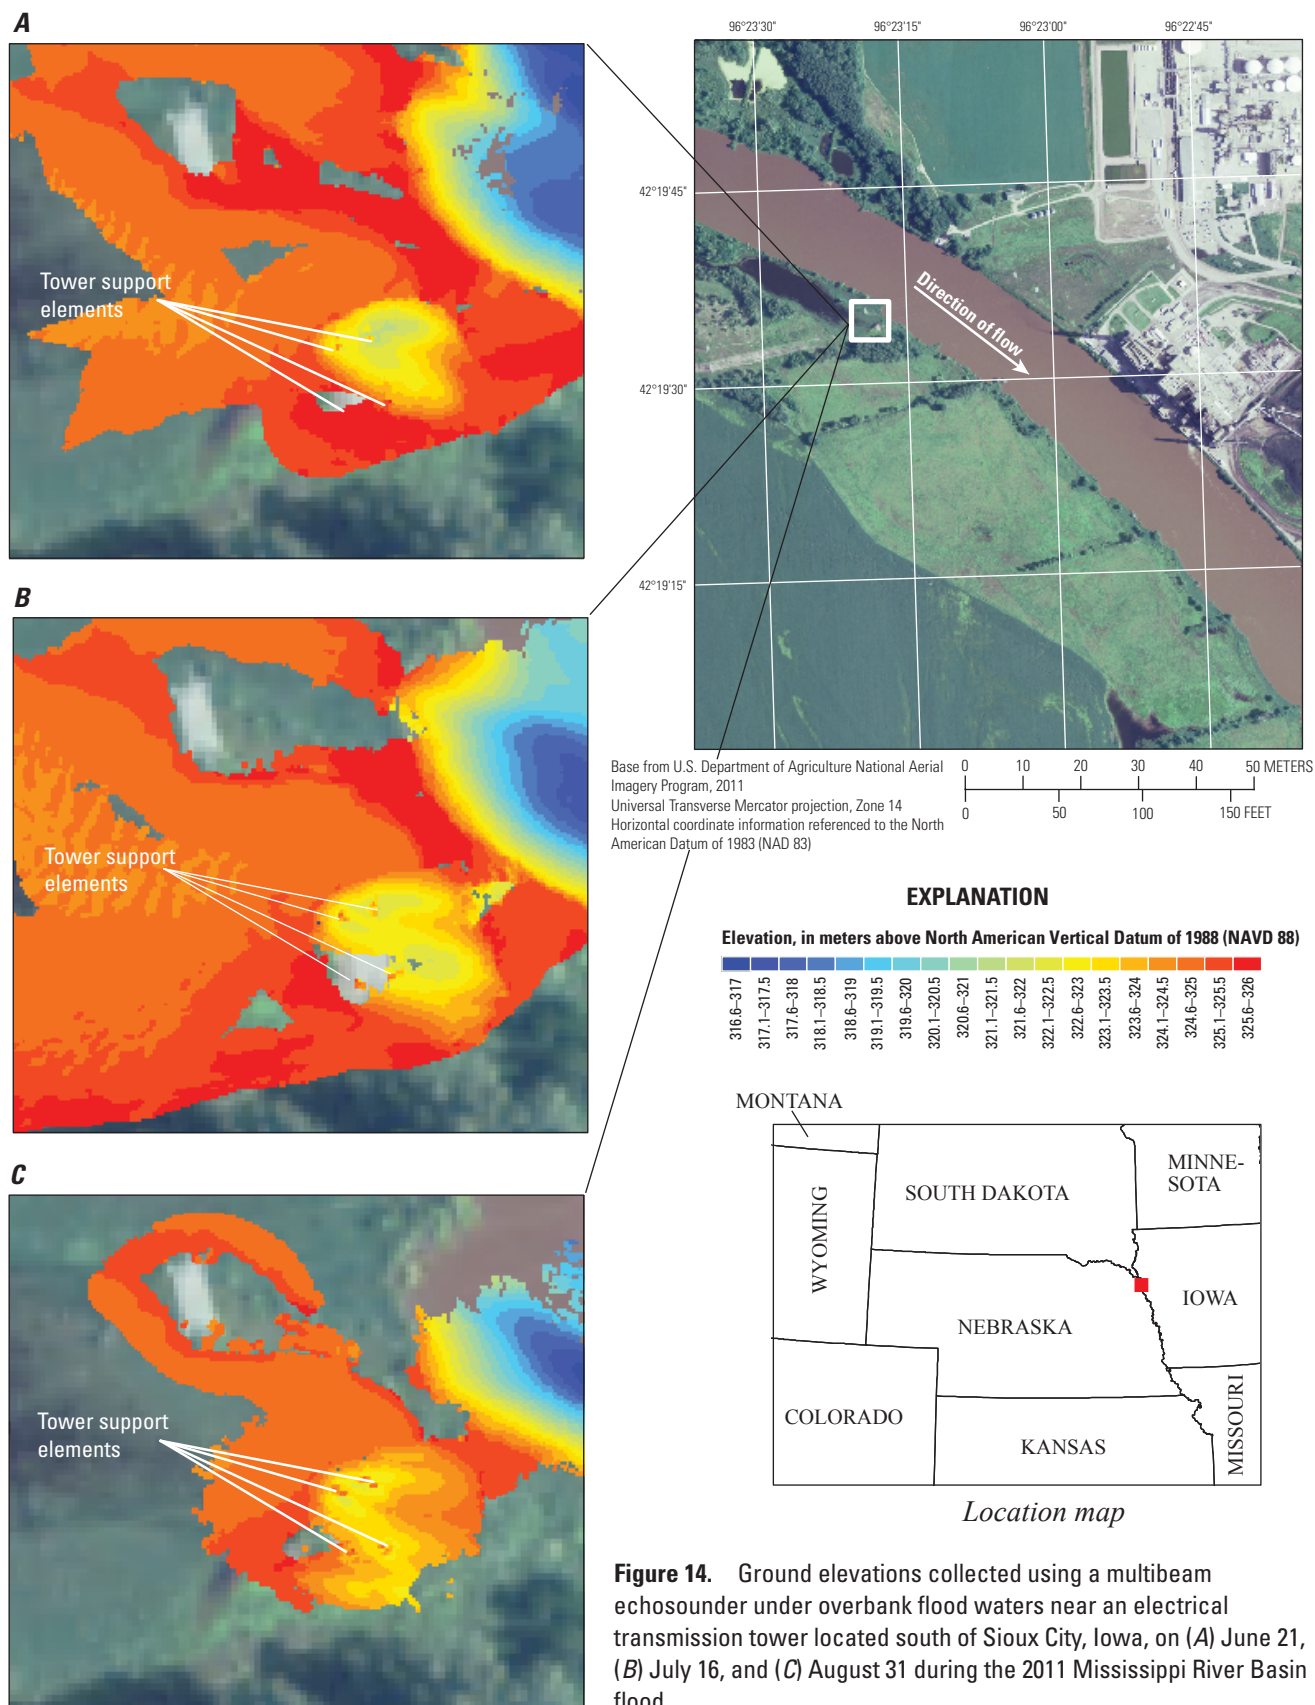 A
Tower support
elements
B
Tower support
elements
C
Tower support
elements
96°23'30"
96°23'15"
96°23'00"
96°22'45"
42°19'45"
42°19'30"
42°19'15"
Direction of flow
Base from U.S. Department of Agriculture National Aerial
Imagery Program, 2011
Universal Transverse Mercator projection, Zone 14
Horizontal coordinate information referenced to the North
American Datum of 1983 (NAD 83)
0 10 20 30 40 50 METERS
0 50 100 150 FEET
EXPLANATION
Elevation, in meters above North American Vertical Datum of 1988 (NAVD 88)
316.6–317
317.1–317.5
317.6–318
318.1–318.5
318.6–319
319.1–319.5
319.6–320
320.1–320.5
320.6–321
321.1–321.5
321.6–322
322.1–322.5
322.6–323
323.1–323.5
323.6–324
324.1–324.5
324.6–325
325.1–325.5
325.6–326
MONTANA
WYOMING
SOUTH DAKOTA
MINNE-
SOTA
IOWA
NEBRASKA
COLORADO
KANSAS
MISSOURI
Location map
Figure 14. Ground elevations collected using a multibeam
echosounder under overbank flood waters near an electrical
transmission tower located south of Sioux City, Iowa, on (A) June 21,
(B) July 16, and (C) August 31 during the 2011 Mississippi River Basin
flood